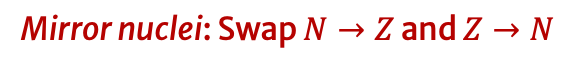 Mirror nuclei: Swap N → Z and Z → N